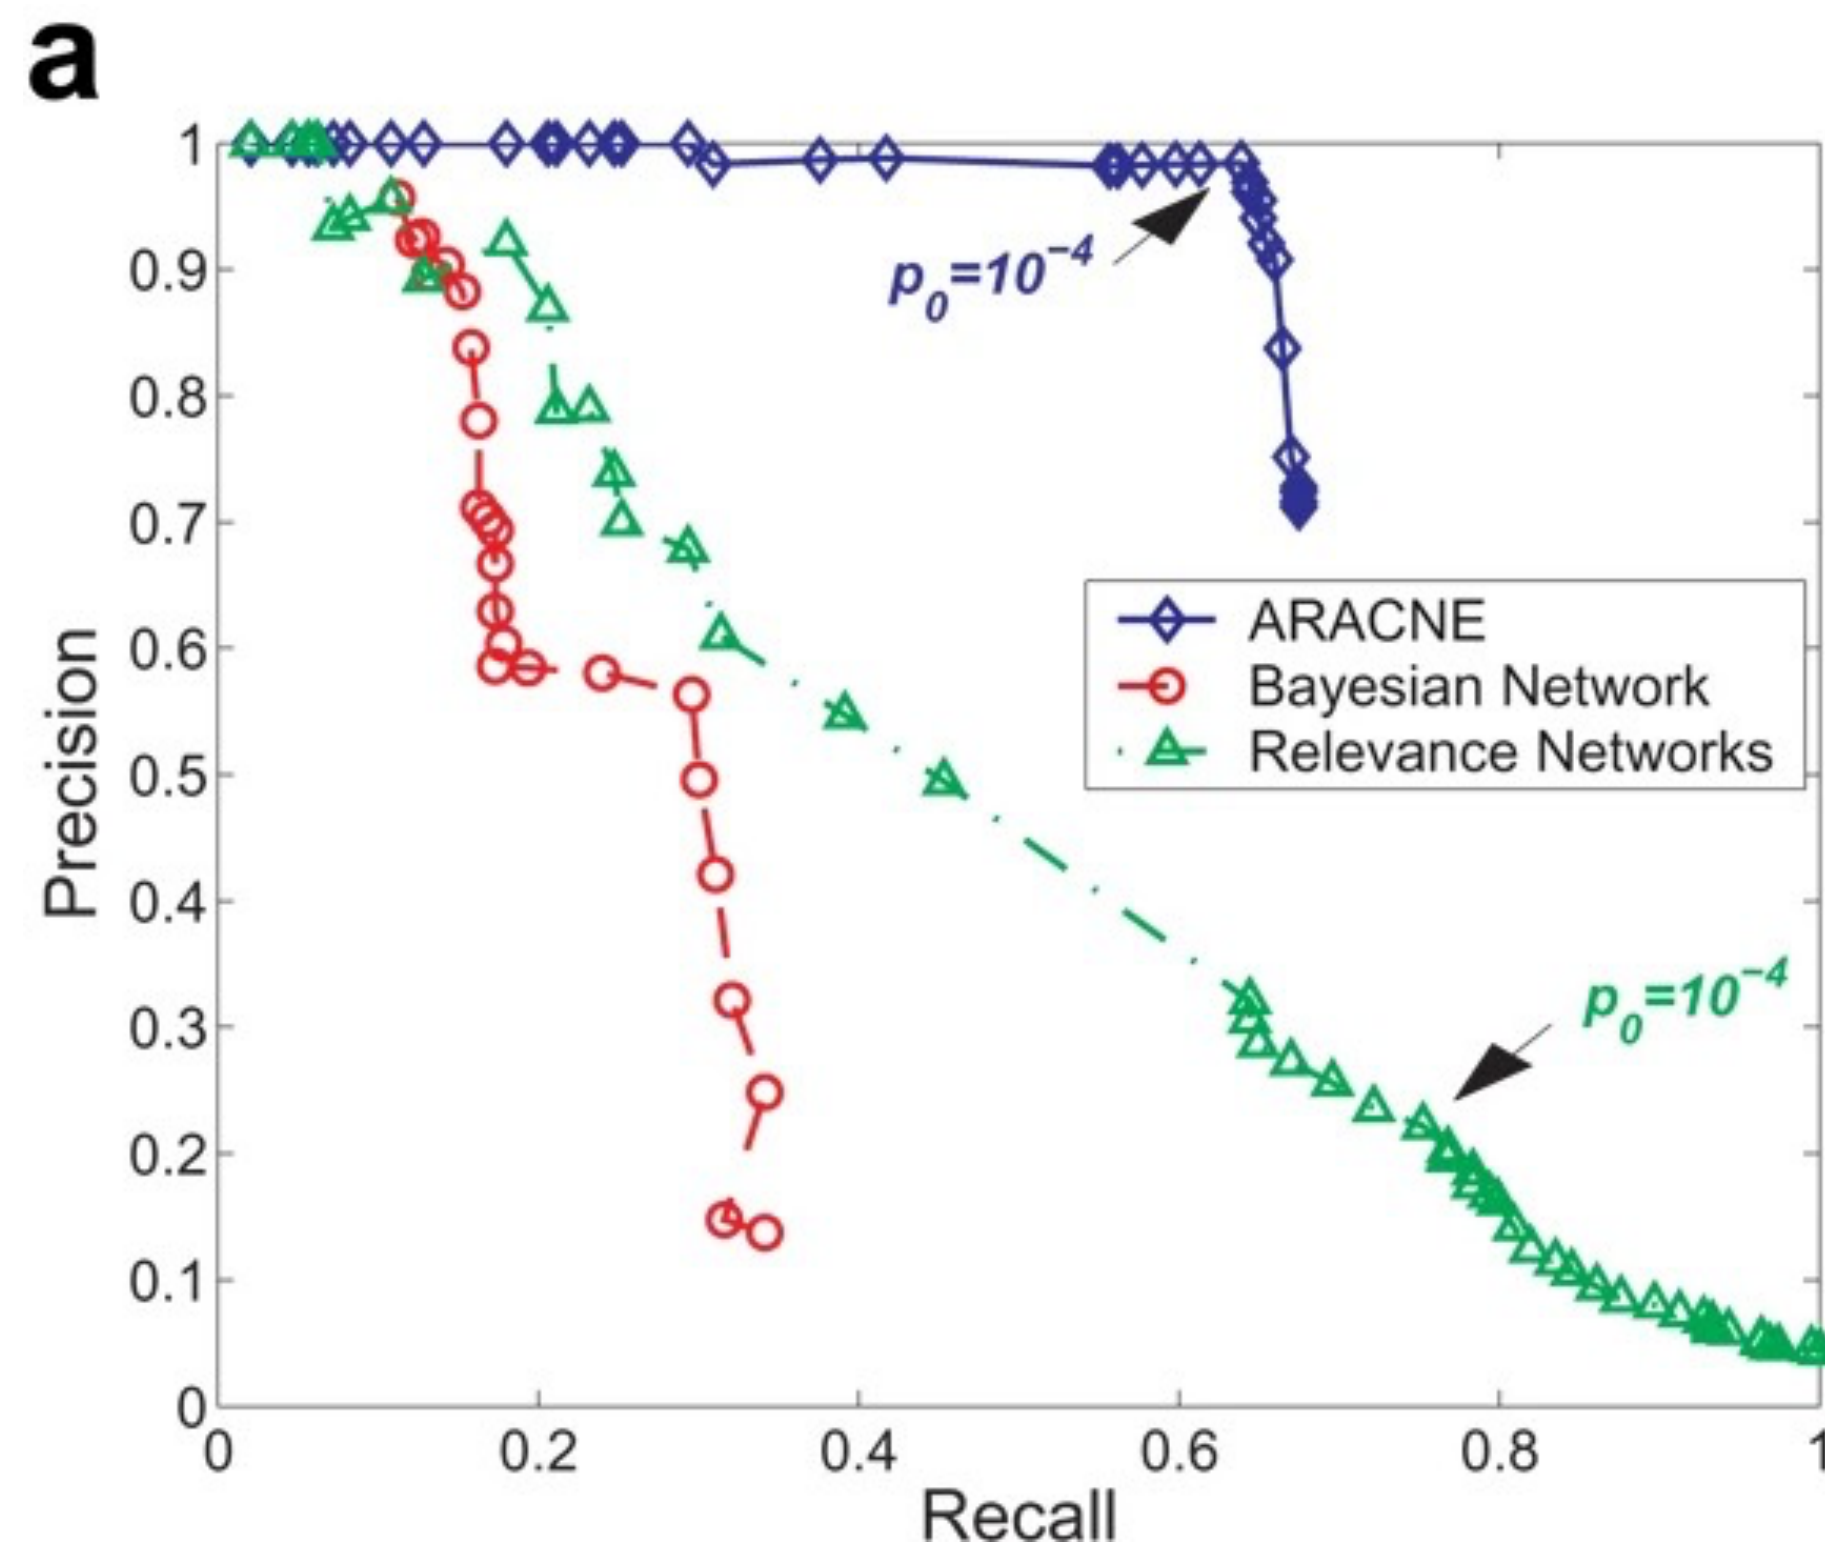 a
1
0.9
0.8
0.7
0.6
0.5
0.4
0.3
0.2
0.1
0
Precision
p₀=10⁻⁴
ARACNE
Bayesian Network
Relevance Networks
p₀=10⁻⁴
0 0.2 0.4 0.6 0.8 1
Recall